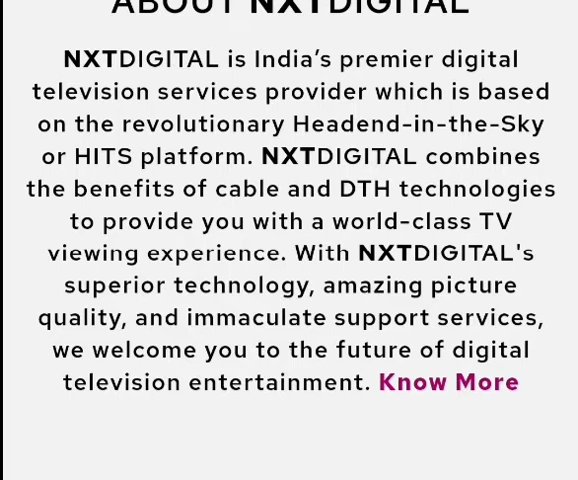 ABOUT NXTDIGITAL
NXTDIGITAL is India’s premier digital
television services provider which is based
on the revolutionary Headend-in-the-Sky
or HITS platform. NXTDIGITAL combines
the benefits of cable and DTH technologies
to provide you with a world-class TV
viewing experience. With NXTDIGITAL's
superior technology, amazing picture
quality, and immaculate support services,
we welcome you to the future of digital
television entertainment. Know More